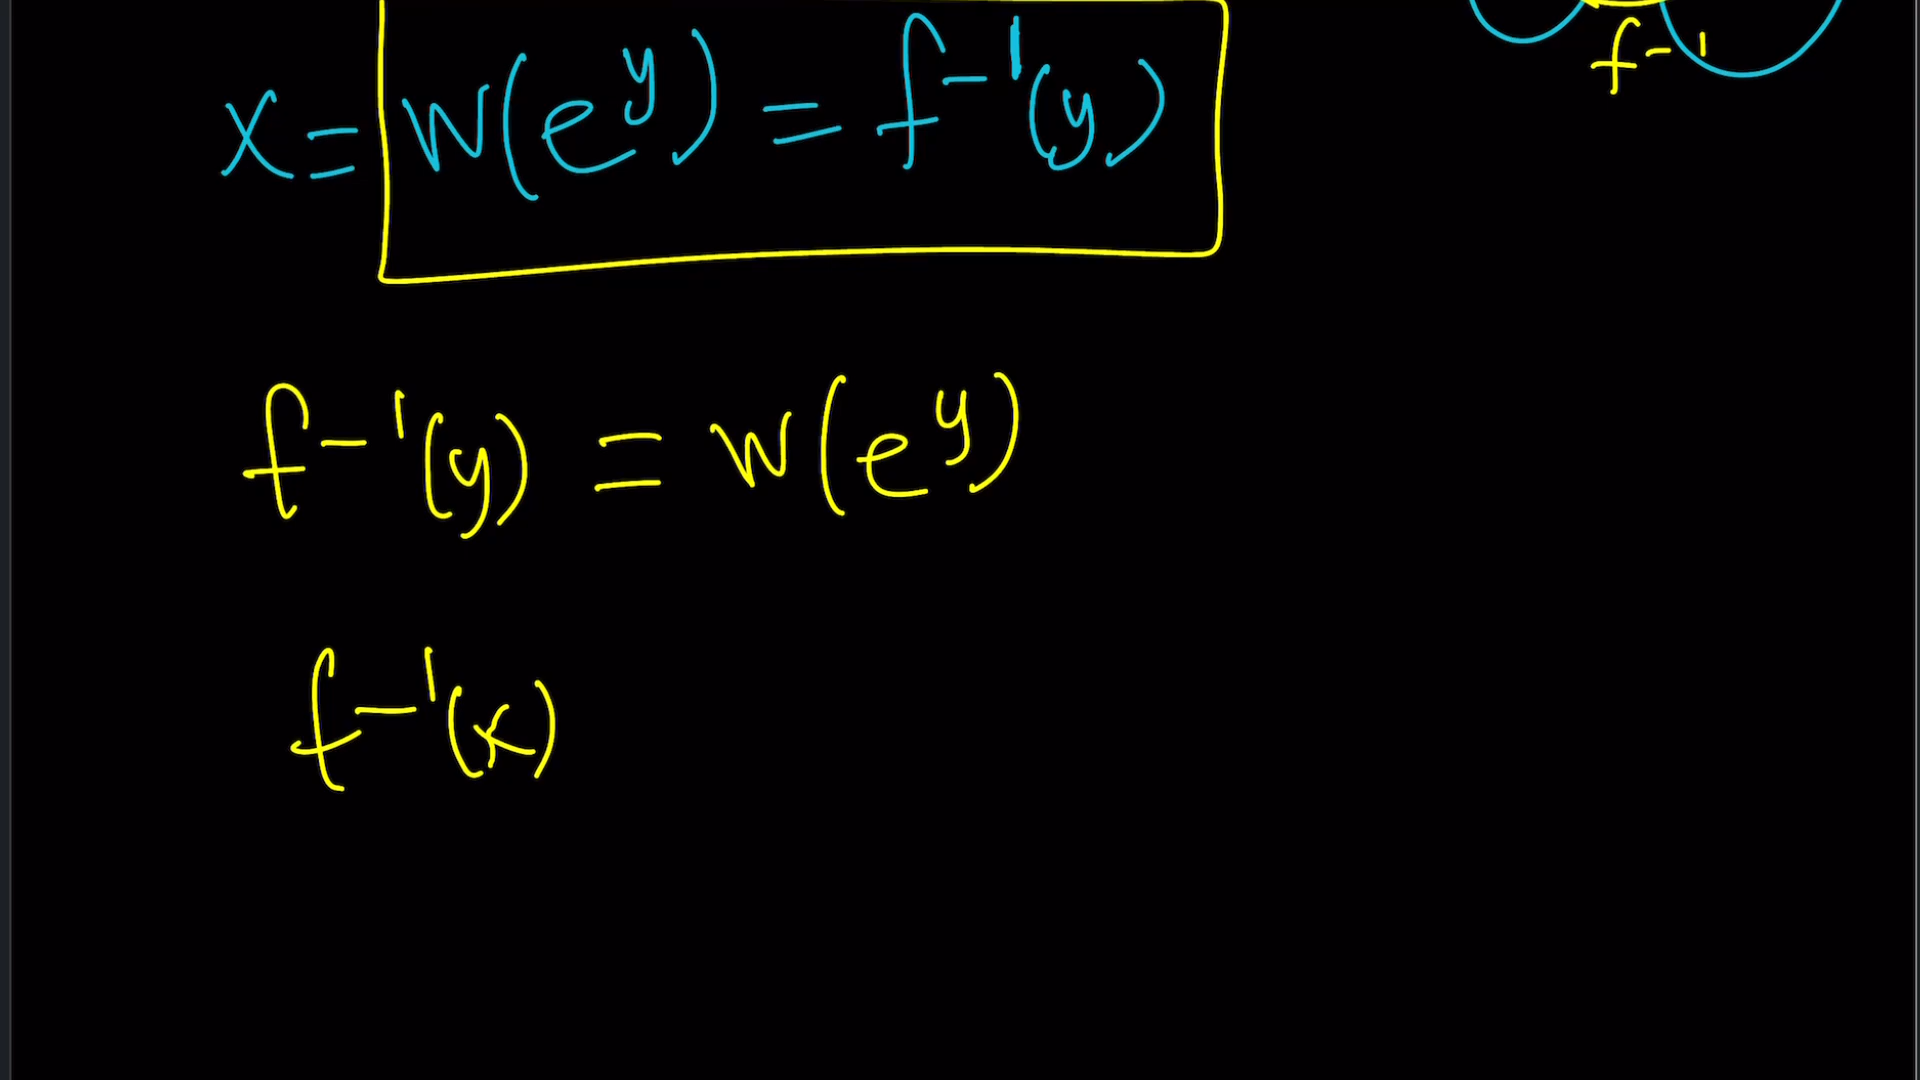 x = W(e^y) = f^-1(y)
f^-1
f^-1(y) = W(e^y)
f^-1(x)